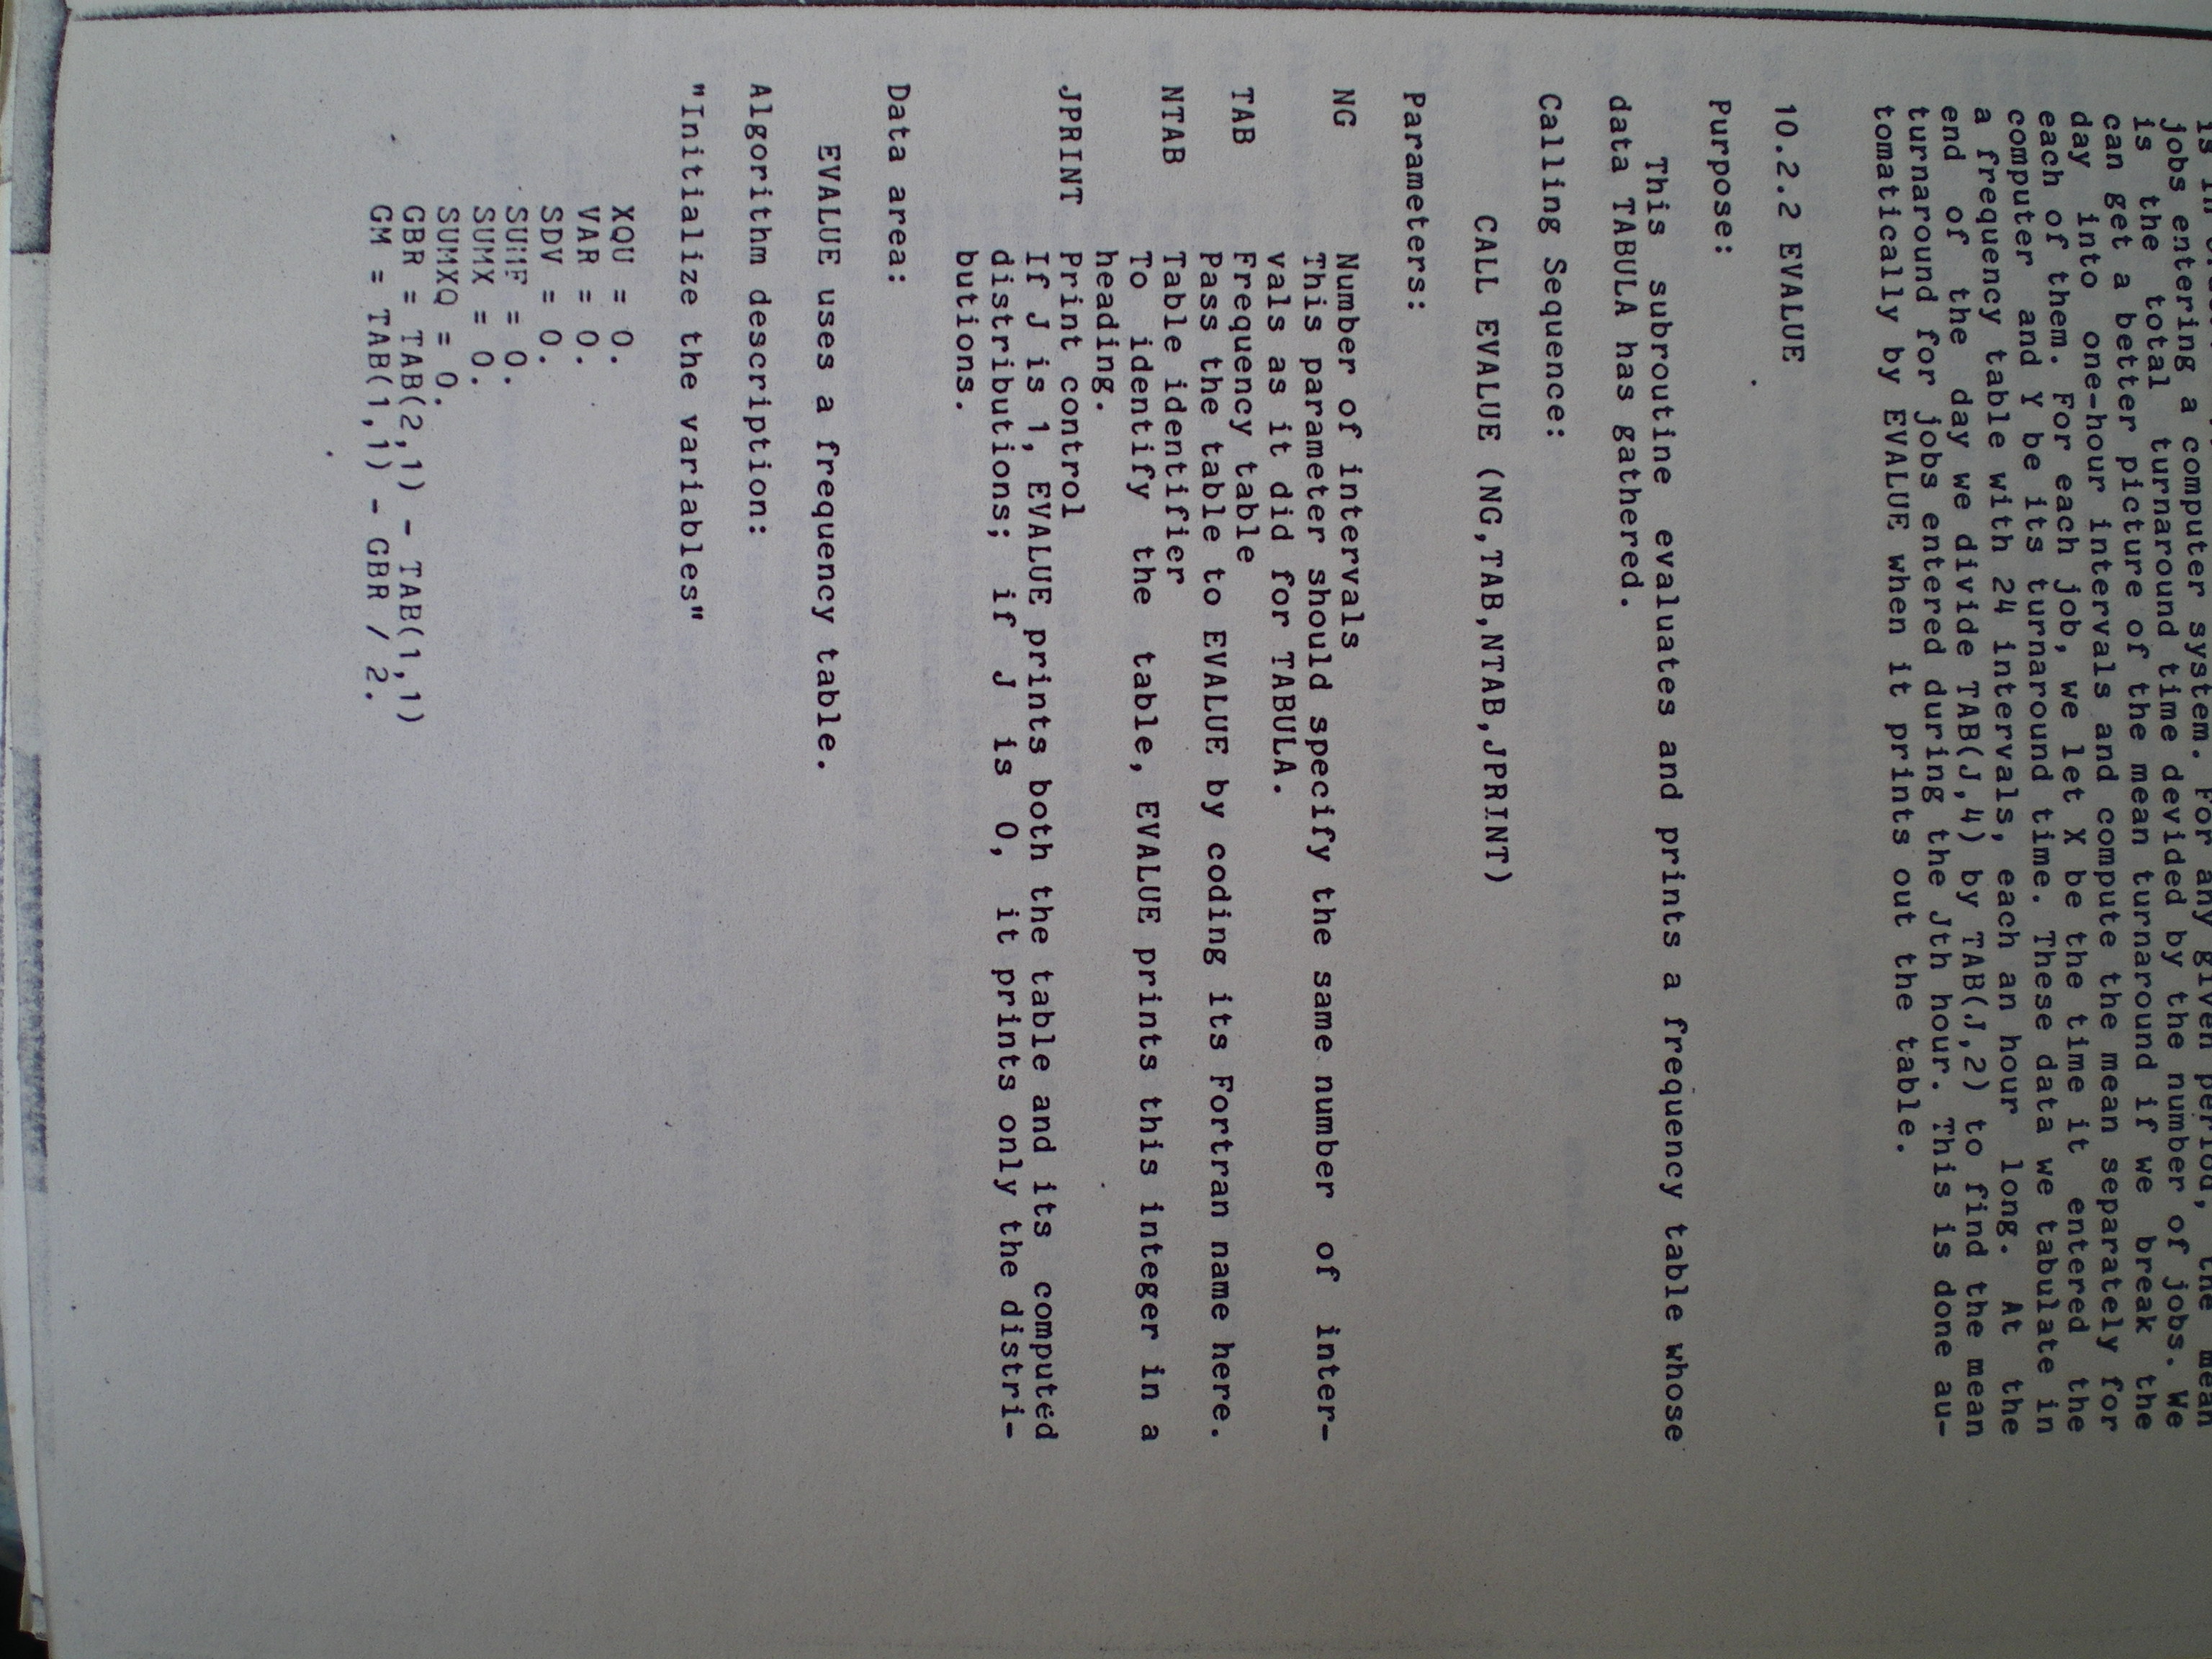 jobs entering a computer system. For any given period, the mean
is the total turnaround time devided by the number of jobs. We
can get a better picture of the mean turnaround if we break the
day into one-hour intervals and compute the mean separately for
each of them. For each job, we let X be the time it entered the
computer and Y be its turnaround time. These data we tabulate in
a frequency table with 24 intervals, each an hour long. At the
end of the day we divide TAB(J,4) by TAB(J,2) to find the mean
turnaround for jobs entered during the Jth hour. This is done au-
tomatically by EVALUE when it prints out the table.
10.2.2 EVALUE
Purpose:
This subroutine evaluates and prints a frequency table whose
data TABULA has gathered.
Calling Sequence:
CALL EVALUE (NG,TAB,NTAB,JPRINT)
Parameters:
NG Number of intervals
This parameter should specify the same number of inter-
vals as it did for TABULA.
TAB Frequency table
Pass the table to EVALUE by coding its Fortran name here.
NTAB Table identifier
To identify the table, EVALUE prints this integer in a
heading.
JPRINT Print control
If J is 1, EVALUE prints both the table and its computed
distributions; if J is 0, it prints only the distri-
butions.
Data area:
EVALUE uses a frequency table.
Algorithm description:
"Initialize the variables"
XQU = 0.
VAR = 0.
SDV = 0.
SUMF = 0.
SUMX = 0.
SUMXQ = 0.
GBR = TAB(2,1) - TAB(1,1)
GM = TAB(1,1) - GBR / 2.